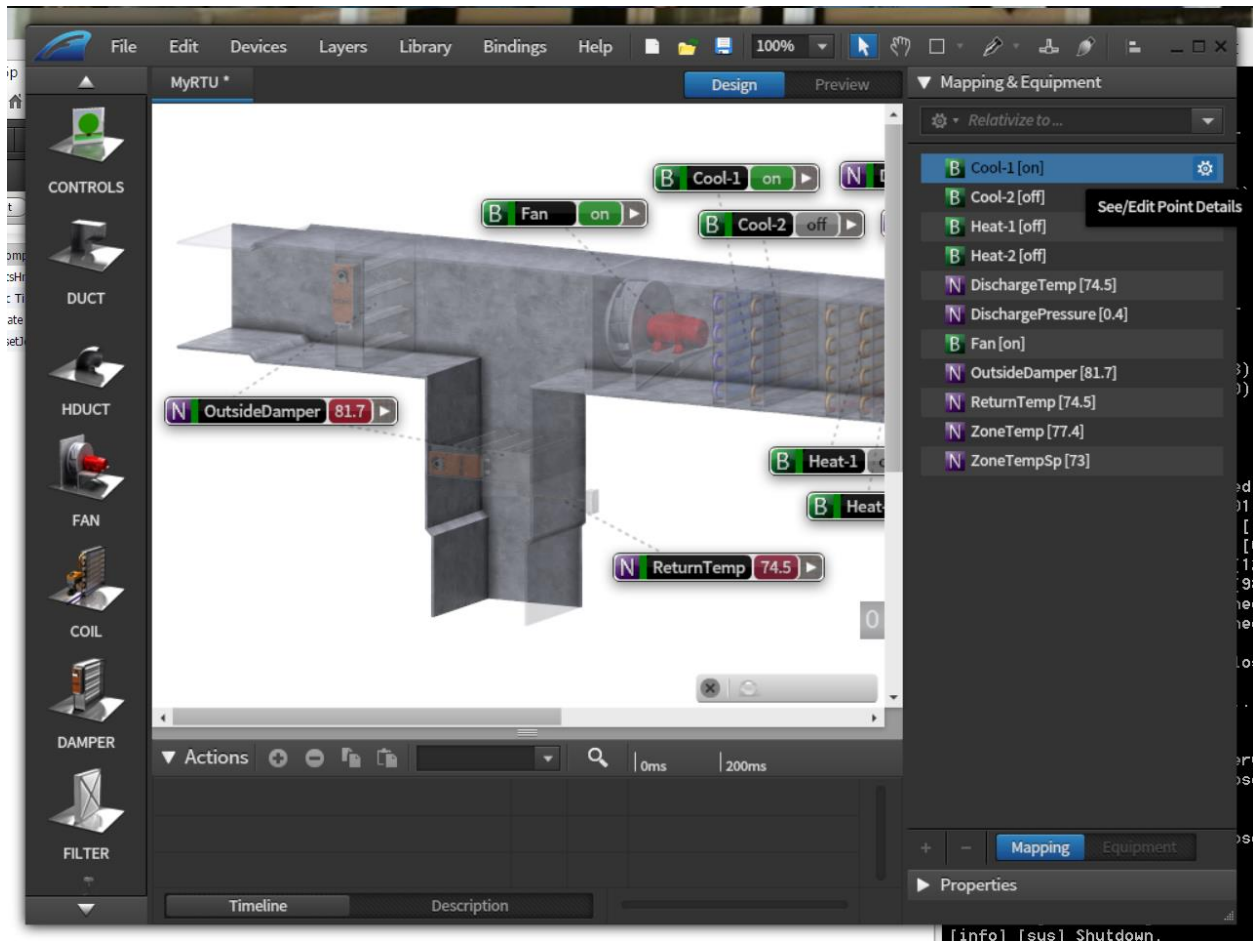 File Edit Devices Layers Library Bindings Help 100%
MyRTU *
Design Preview
Mapping & Equipment
Relativize to ...
CONTROLS
DUCT
HDUCT
FAN
COIL
DAMPER
FILTER
B Cool-1 on
N
B Fan on
B Cool-2 off
N OutsideDamper 81.7
B Heat-1
B Heat-
N ReturnTemp 74.5
0
B Cool-1 [on]
B Cool-2 [off]
See/Edit Point Details
B Heat-1 [off]
B Heat-2 [off]
N DischargeTemp [74.5]
N DischargePressure [0.4]
B Fan [on]
N OutsideDamper [81.7]
N ReturnTemp [74.5]
N ZoneTemp [77.4]
N ZoneTempSp [73]
Actions
0ms 200ms
Timeline Description
Mapping Equipment
Properties
[info] [sus] Shutdown.